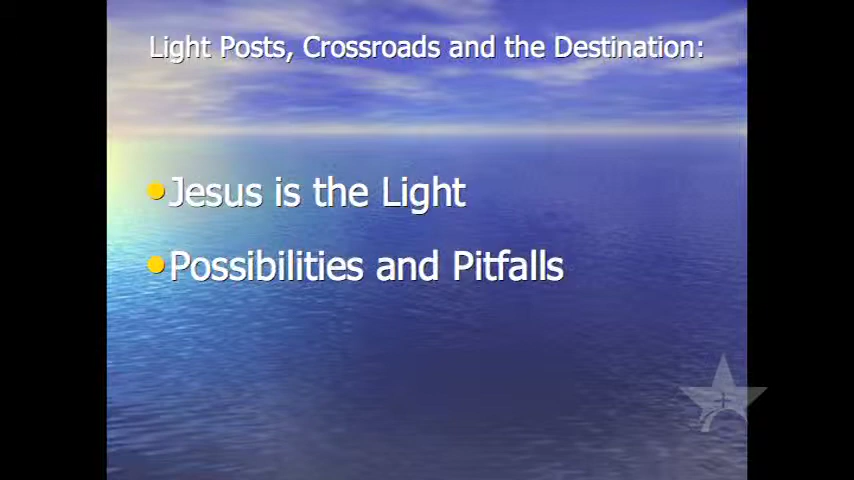 Light Posts, Crossroads and the Destination:
•Jesus is the Light
•Possibilities and Pitfalls